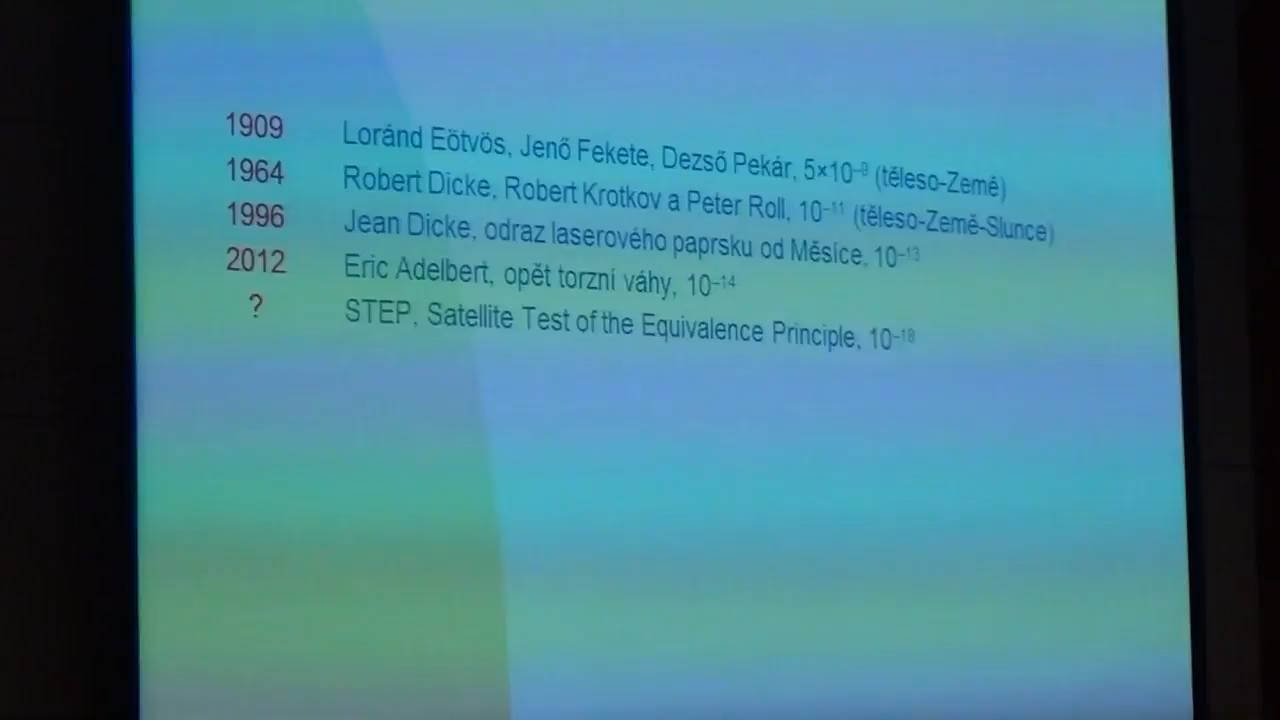 1909 Loránd Eötvös, Jenő Fekete, Dezső Pekár, 5×10⁻⁹ (těleso-Země)
1964 Robert Dicke, Robert Krotkov a Peter Roll, 10⁻¹¹ (těleso-Země-Slunce)
1996 Jean Dicke, odraz laserového paprsku od Měsíce, 10⁻¹³
2012 Eric Adelbert, opět torzní váhy, 10⁻¹⁴
? STEP, Satellite Test of the Equivalence Principle, 10⁻¹⁸